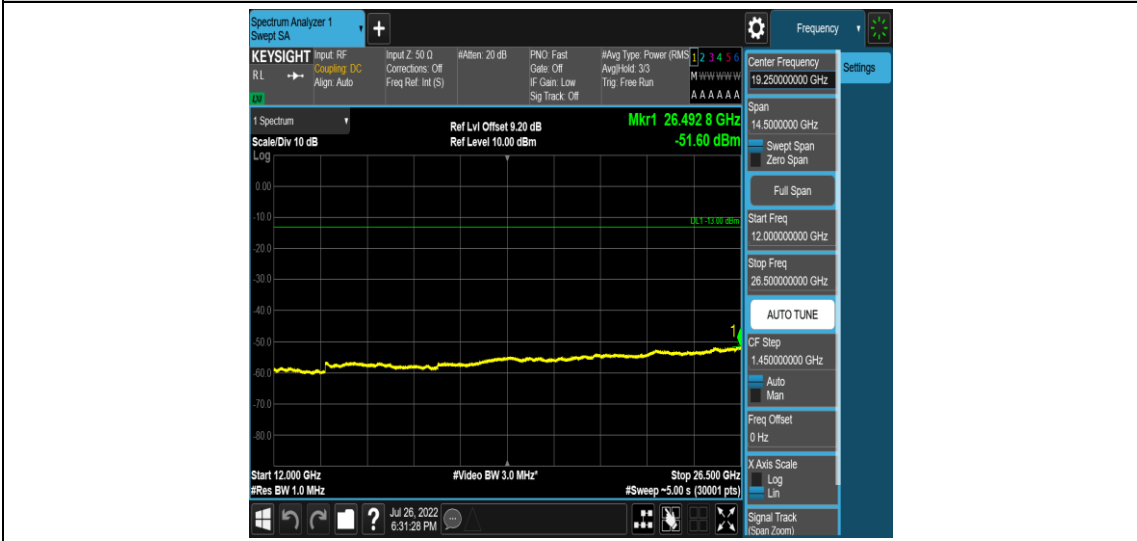 Spectrum Analyzer 1
Swept SA
+
Frequency
KEYSIGHT
RL
Input: RF
Coupling: DC
Align: Auto
Input Z: 50 Ω
Corrections: Off
Freq Ref: Int (S)
#Atten: 20 dB
PNO: Fast
Gate: Off
IF Gain: Low
Sig Track: Off
#Avg Type: Power (RMS
Avg|Hold: 3/3
Trig: Free Run
1 2 3 4 5 6
M W W W W W
A A A A A A
1 Spectrum
Scale/Div 10 dB
Log
Ref Lvl Offset 9.20 dB
Ref Level 10.00 dBm
Mkr1 26.492 8 GHz
-51.60 dBm
0.00
-10.0
DL1 -13.00 dBm
-20.0
-30.0
-40.0
1
-50.0
-60.0
-70.0
-80.0
Start 12.000 GHz
#Res BW 1.0 MHz
#Video BW 3.0 MHz*
Stop 26.500 GHz
#Sweep ~5.00 s (30001 pts)
?
Jul 26, 2022
6:31:28 PM
Center Frequency
19.250000000 GHz
Settings
Span
14.5000000 GHz
Swept Span
Zero Span
Full Span
Start Freq
12.000000000 GHz
Stop Freq
26.500000000 GHz
AUTO TUNE
CF Step
1.450000000 GHz
Auto
Man
Freq Offset
0 Hz
X Axis Scale
Log
Lin
Signal Track
(Span Zoom)